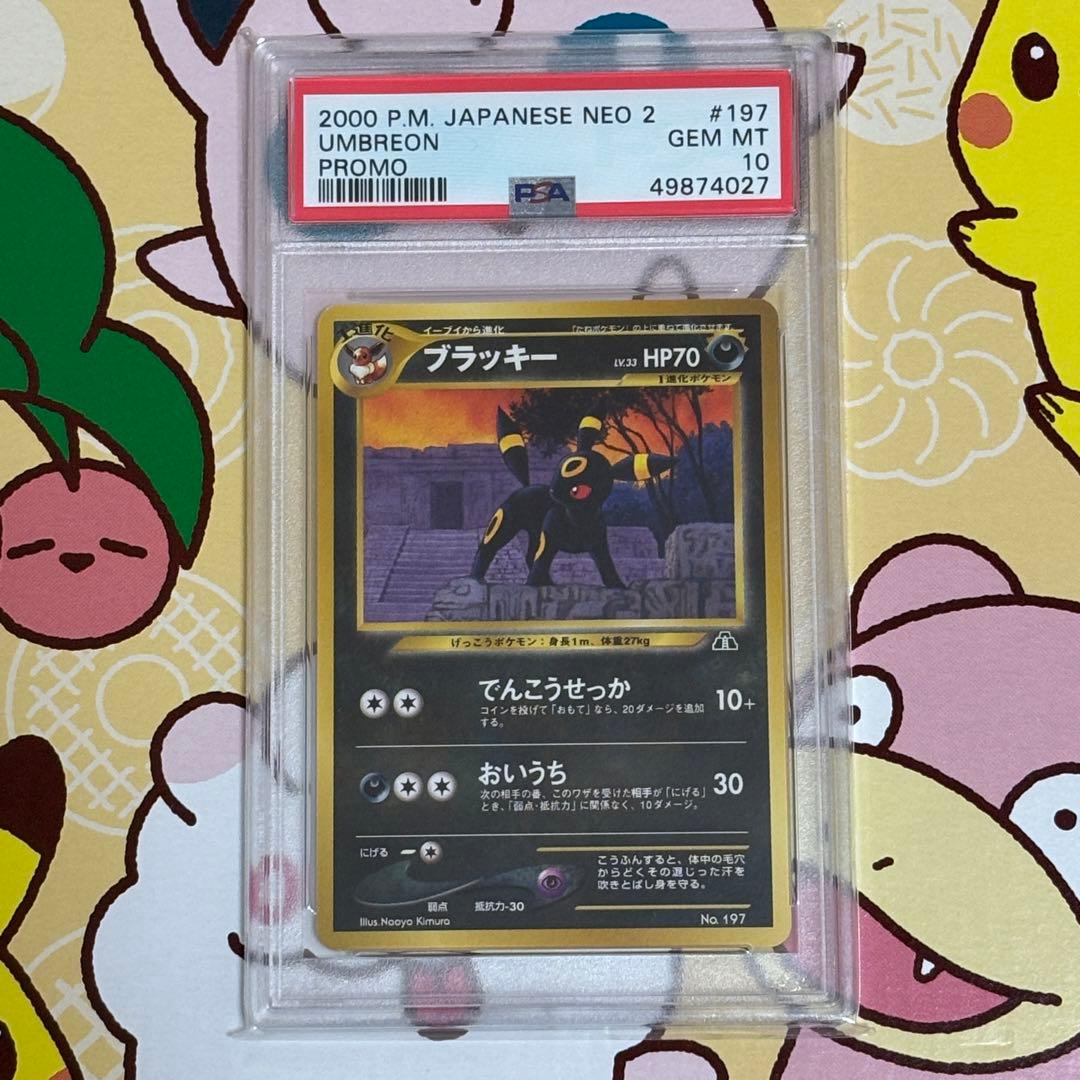 2000 P.M. JAPANESE NEO 2 #197
UMBREON GEM MT
PROMO 10
PSA 49874027
1進化 イーブイから進化 「たねポケモン」の上に重ねて進化させます
ブラッキー LV.33 HP70
1進化ポケモン
げっこうポケモン:身長1m、体重27kg
でんこうせっか 10+
コインを投げて「おもて」なら、20ダメージを追加
する。
おいうち 30
次の相手の番、このワザを受けた相手が「にげる」
とき、「弱点・抵抗力」に関係なく、10ダメージ。
にげる
こうふんすると、体中の毛穴
からどくその混じった汗を
吹きとばし身を守る。
弱点 抵抗力-30
Illus. Naoyo Kimura No. 197